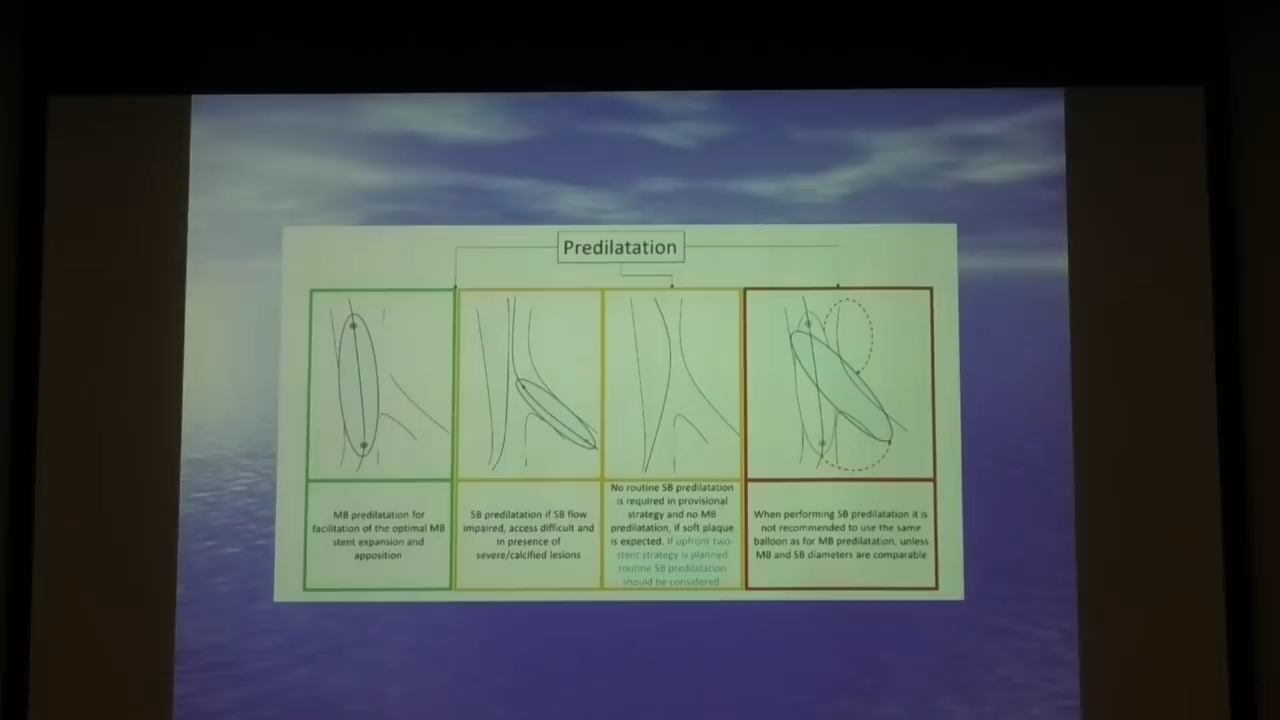 Predilatation
MB predilatation for
facilitation of the optimal MB
stent expansion and
apposition
SB predilatation if SB flow
impaired, access difficult and
in presence of
severe/calcified lesions
No routine SB predilatation
is required in provisional
strategy and no MB
predilatation, if soft plaque
is expected. If upfront two-
stent strategy is planned
routine SB predilatation
should be considered
When performing SB predilatation it is
not recommended to use the same
balloon as for MB predilatation, unless
MB and SB diameters are comparable